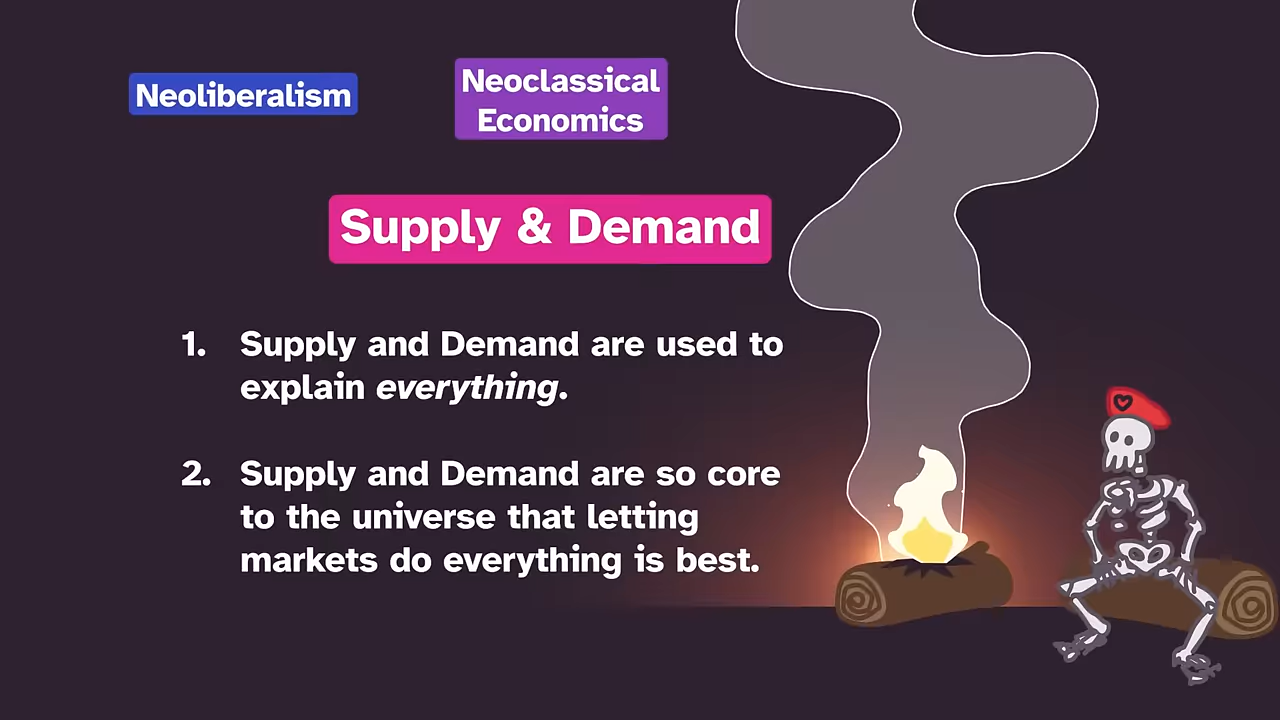 Neoliberalism
Neoclassical
Economics
Supply & Demand
1. Supply and Demand are used to
explain everything.
2. Supply and Demand are so core
to the universe that letting
markets do everything is best.